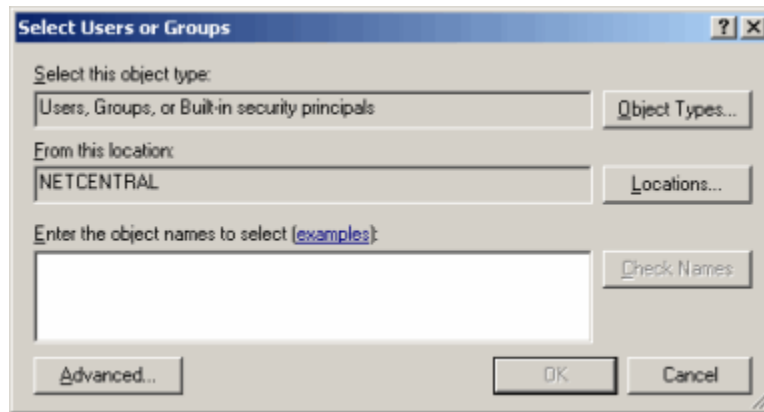 Select Users or Groups
Select this object type:
Users, Groups, or Built-in security principals
Object Types...
From this location:
NETCENTRAL
Locations...
Enter the object names to select (examples):
Check Names
Advanced...
OK
Cancel